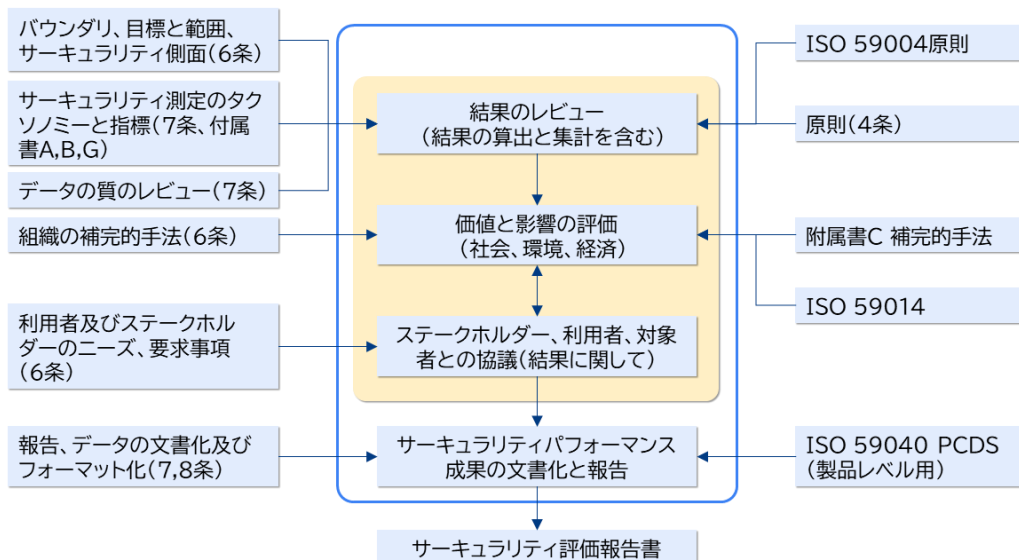 バウンダリ、目標と範囲、
サーキュラリティ側面(6条)
サーキュラリティ測定のタク
ソノミーと指標(7条、付属
書A,B,G)
データの質のレビュー(7条)
組織の補完的手法(6条)
利用者及びステークホル
ダーのニーズ、要求事項
(6条)
報告、データの文書化及び
フォーマット化(7,8条)
結果のレビュー
(結果の算出と集計を含む)
価値と影響の評価
(社会、環境、経済)
ステークホルダー、利用者、対象
者との協議(結果に関して)
サーキュラリティパフォーマンス
成果の文書化と報告
サーキュラリティ評価報告書
ISO 59004原則
原則(4条)
附属書C 補完的手法
ISO 59014
ISO 59040 PCDS
(製品レベル用)